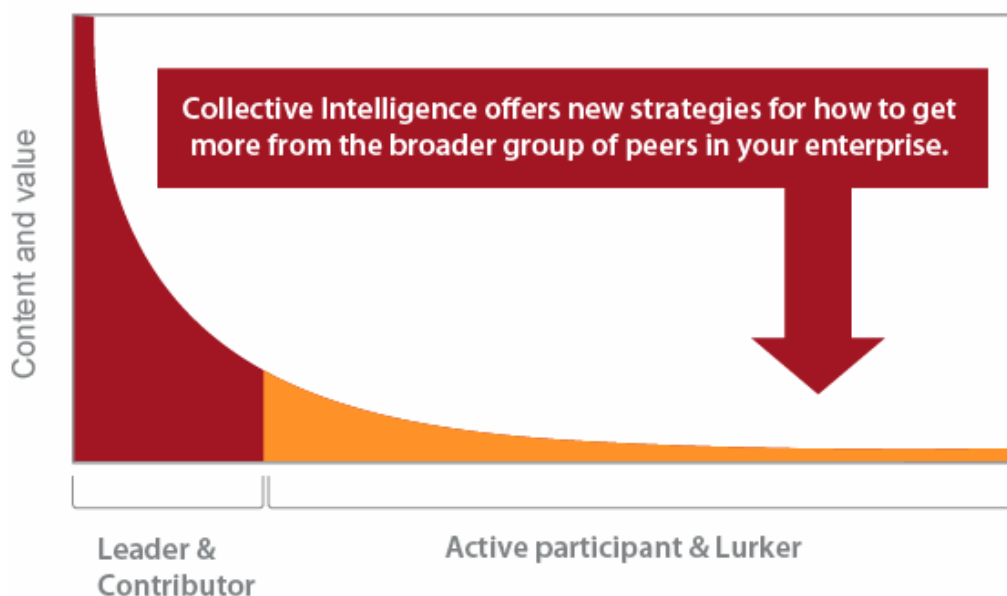 Collective Intelligence offers new strategies for how to get
more from the broader group of peers in your enterprise.
Content and value
Leader &
Contributor
Active participant & Lurker